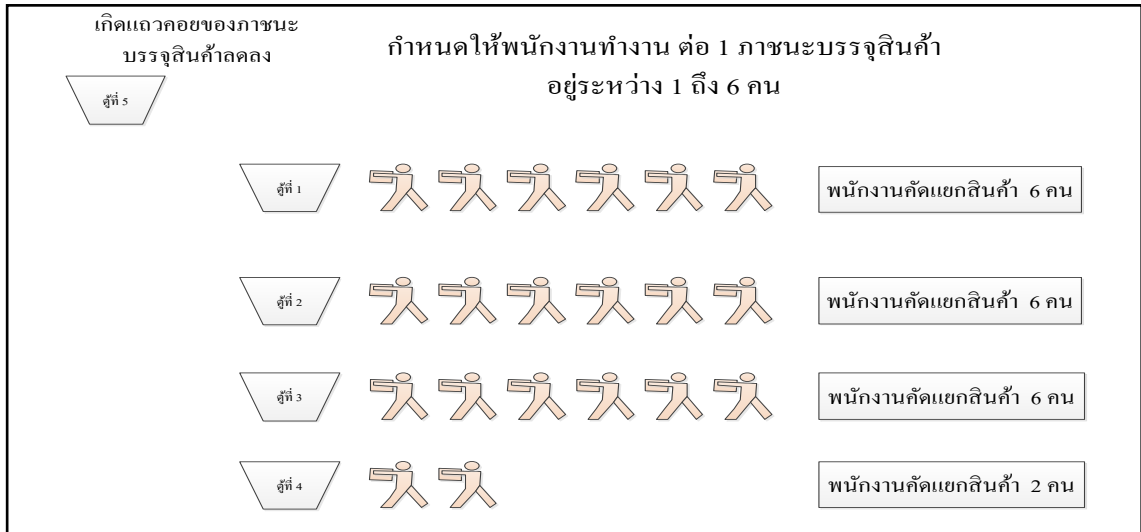 เกิดแถวคอยของภาชนะ
บรรจุสินค้าลดลง
กำหนดให้พนักงานทำงาน ต่อ 1 ภาชนะบรรจุสินค้า
อยู่ระหว่าง 1 ถึง 6 คน
ตู้ที่ 5
ตู้ที่ 1
พนักงานคัดแยกสินค้า 6 คน
ตู้ที่ 2
พนักงานคัดแยกสินค้า 6 คน
ตู้ที่ 3
พนักงานคัดแยกสินค้า 6 คน
ตู้ที่ 4
พนักงานคัดแยกสินค้า 2 คน